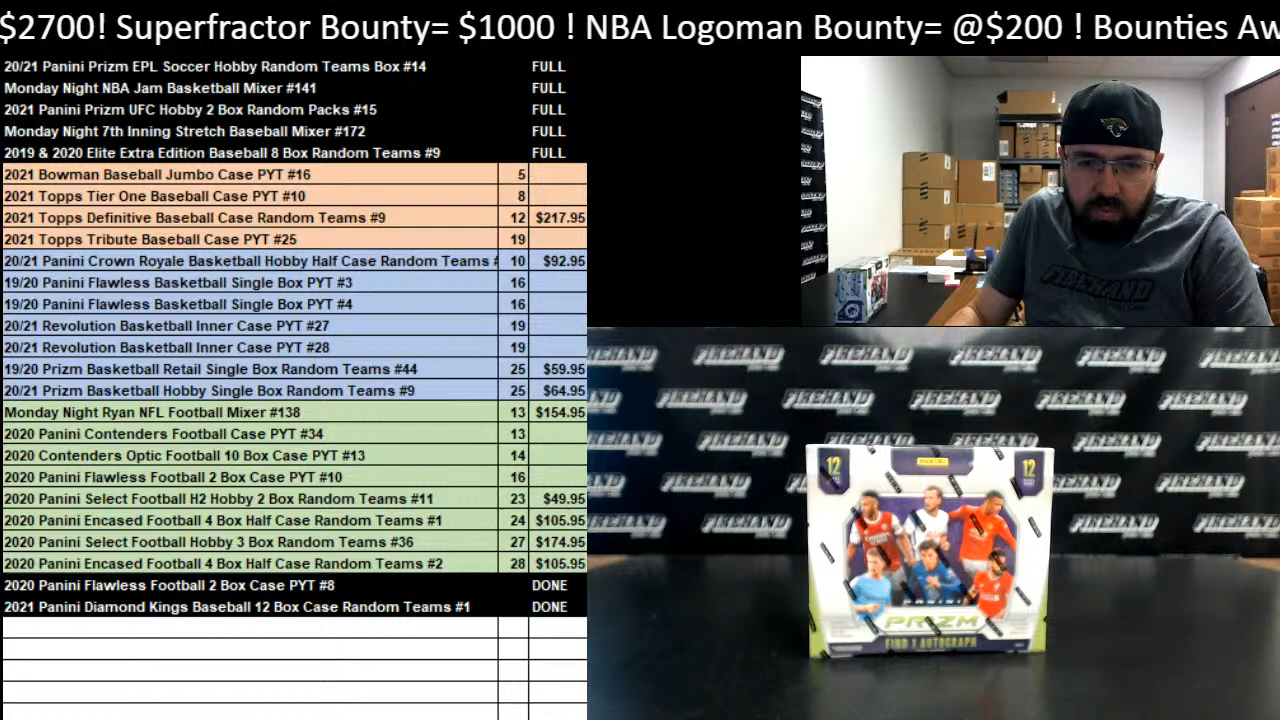 $2700! Superfractor Bounty= $1000 ! NBA Logoman Bounty= @$200 ! Bounties Aw
20/21 Panini Prizm EPL Soccer Hobby Random Teams Box #14 FULL
Monday Night NBA Jam Basketball Mixer #141 FULL
2021 Panini Prizm UFC Hobby 2 Box Random Packs #15 FULL
Monday Night 7th Inning Stretch Baseball Mixer #172 FULL
2019 & 2020 Elite Extra Edition Baseball 8 Box Random Teams #9 FULL
2021 Bowman Baseball Jumbo Case PYT #16 5
2021 Topps Tier One Baseball Case PYT #10 8
2021 Topps Definitive Baseball Case Random Teams #9 12 $217.95
2021 Topps Tribute Baseball Case PYT #25 19
20/21 Panini Crown Royale Basketball Hobby Half Case Random Teams # 10 $92.95
19/20 Panini Flawless Basketball Single Box PYT #3 16
19/20 Panini Flawless Basketball Single Box PYT #4 16
20/21 Revolution Basketball Inner Case PYT #27 19
20/21 Revolution Basketball Inner Case PYT #28 19
19/20 Prizm Basketball Retail Single Box Random Teams #44 25 $59.95
20/21 Prizm Basketball Hobby Single Box Random Teams #9 25 $64.95
Monday Night Ryan NFL Football Mixer #138 13 $154.95
2020 Panini Contenders Football Case PYT #34 13
2020 Contenders Optic Football 10 Box Case PYT #13 14
2020 Panini Flawless Football 2 Box Case PYT #10 16
2020 Panini Select Football H2 Hobby 2 Box Random Teams #11 23 $49.95
2020 Panini Encased Football 4 Box Half Case Random Teams #1 24 $105.95
2020 Panini Select Football Hobby 3 Box Random Teams #36 27 $174.95
2020 Panini Encased Football 4 Box Half Case Random Teams #2 28 $105.95
2020 Panini Flawless Football 2 Box Case PYT #8 DONE
2021 Panini Diamond Kings Baseball 12 Box Case Random Teams #1 DONE
FIREHAND
FIREHAND
12
12
PANINI
PRIZM
FIND 1 AUTOGRAPH